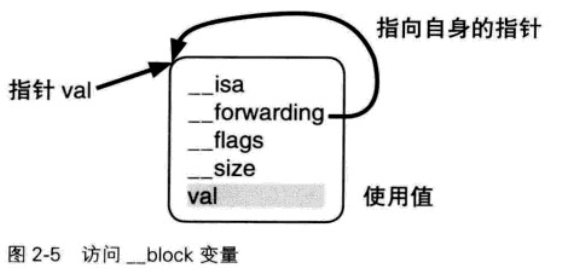 指向自身的指针
指针 val
__isa
__forwarding
__flags
__size
val
使用值
图 2-5 访问 __block 变量